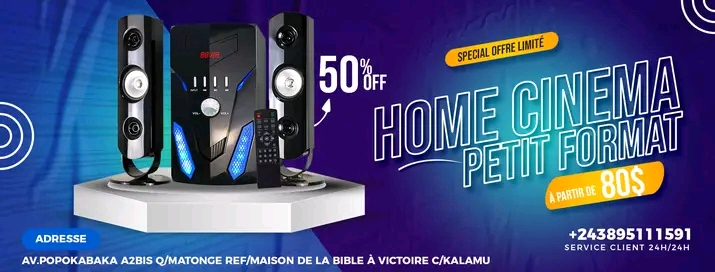 SPECIAL OFFRE LIMITÉ
50% OFF
HOME CINEMA
PETIT FORMAT
À PARTIR DE 80$
ADRESSE
AV.POPOKABAKA A2BIS Q/MATONGE REF/MAISON DE LA BIBLE À VICTOIRE C/KALAMU
+243895111591
SERVICE CLIENT 24H/24H